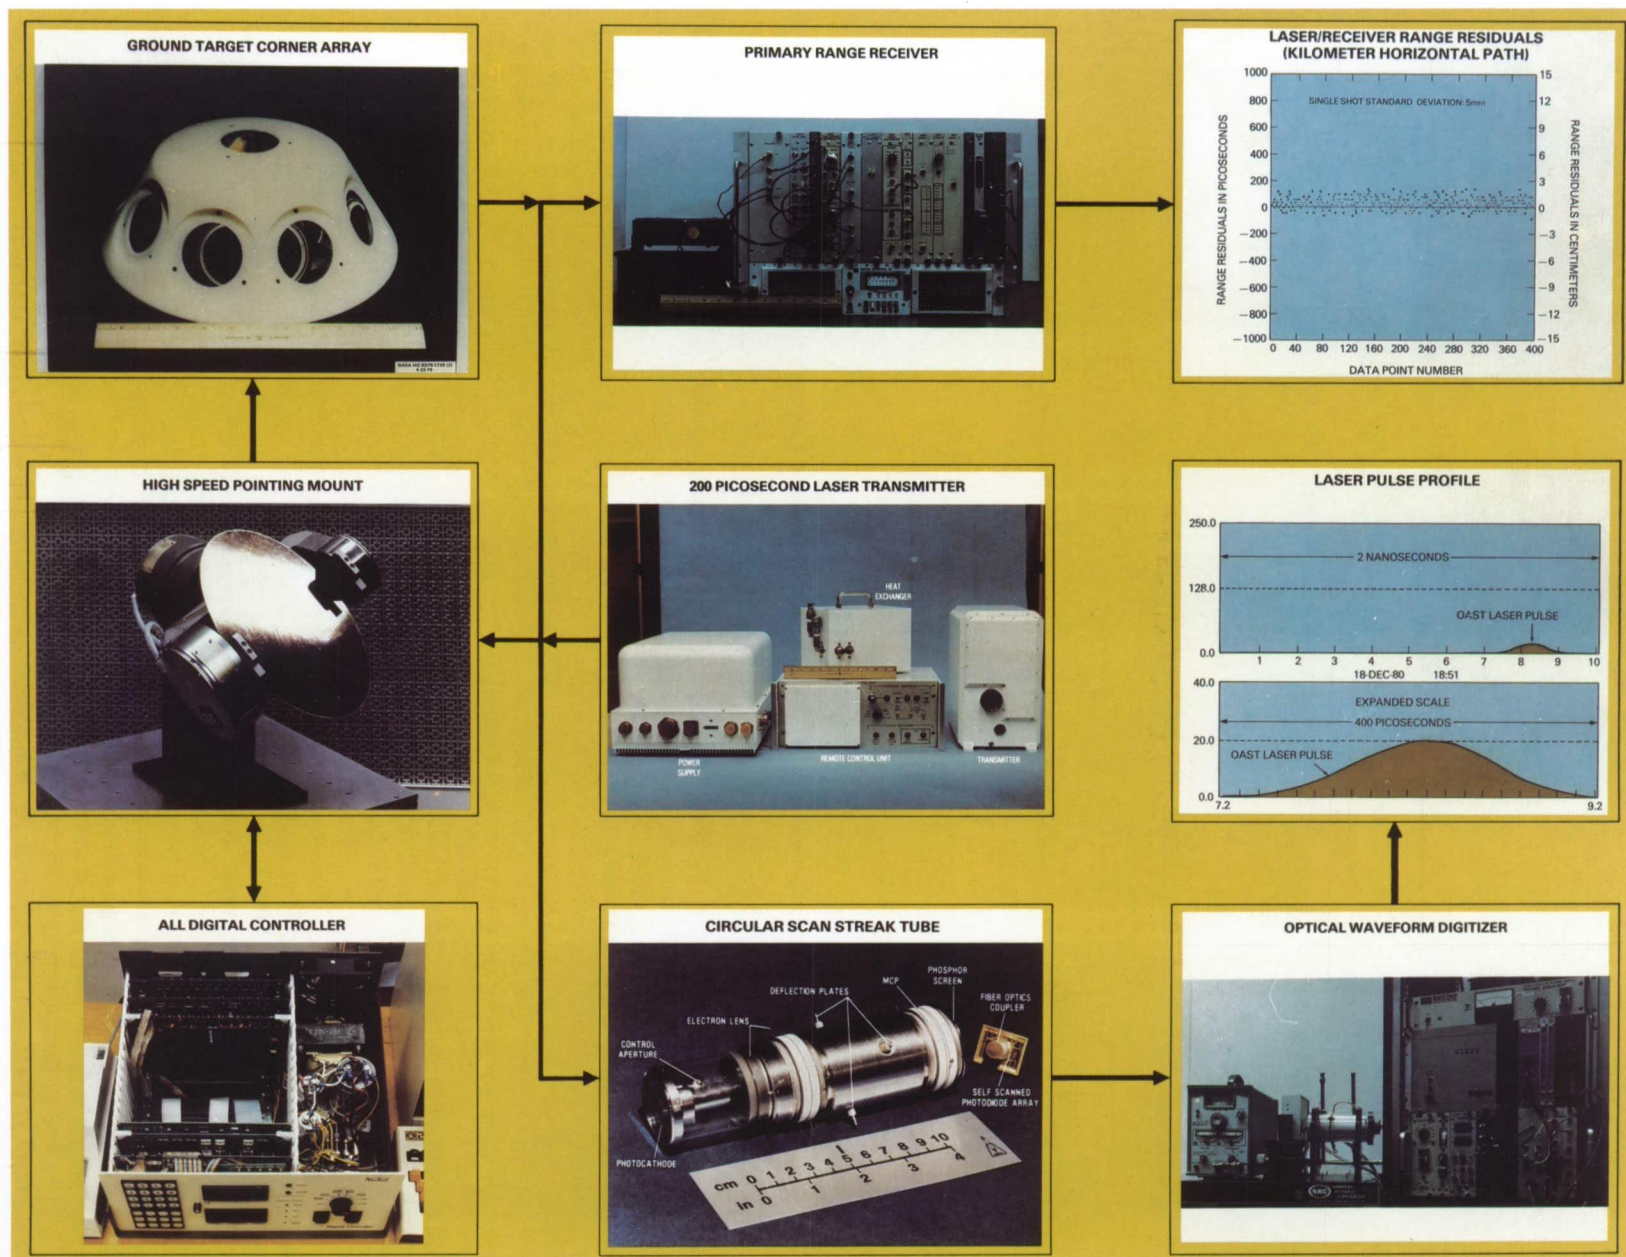 GROUND TARGET CORNER ARRAY
NASA HQ
4-23-79
PRIMARY RANGE RECEIVER
LASER/RECEIVER RANGE RESIDUALS
(KILOMETER HORIZONTAL PATH)
SINGLE SHOT STANDARD DEVIATION: 5mm
RANGE RESIDUALS IN PICOSECONDS
1000
800
600
400
200
0
—200
—400
—600
—800
—1000
15
12
9
6
3
0
—3
—6
—9
—12
—15
RANGE RESIDUALS IN CENTIMETERS
0 40 80 120 160 200 240 280 320 360 400
DATA POINT NUMBER
HIGH SPEED POINTING MOUNT
200 PICOSECOND LASER TRANSMITTER
HEAT
EXCHANGER
POWER
SUPPLY
REMOTE CONTROL UNIT
TRANSMITTER
LASER PULSE PROFILE
250.0
2 NANOSECONDS
128.0
OAST LASER PULSE
0.0
1 2 3 4 5 6 7 8 9 10
18-DEC-80 18:51
40.0
EXPANDED SCALE
400 PICOSECONDS
20.0
OAST LASER PULSE
0.0
7.2 9.2
ALL DIGITAL CONTROLLER
CIRCULAR SCAN STREAK TUBE
PHOSPHOR
SCREEN
MCP
DEFLECTION PLATES
FIBER OPTICS
COUPLER
ELECTRON LENS
CONTROL
APERTURE
SELF SCANNED
PHOTODIODE ARRAY
PHOTOCATHODE
cm 0 1 2 3 4 5 6 7 8 9 10
in 0 1 2 3 4
OPTICAL WAVEFORM DIGITIZER
NRC